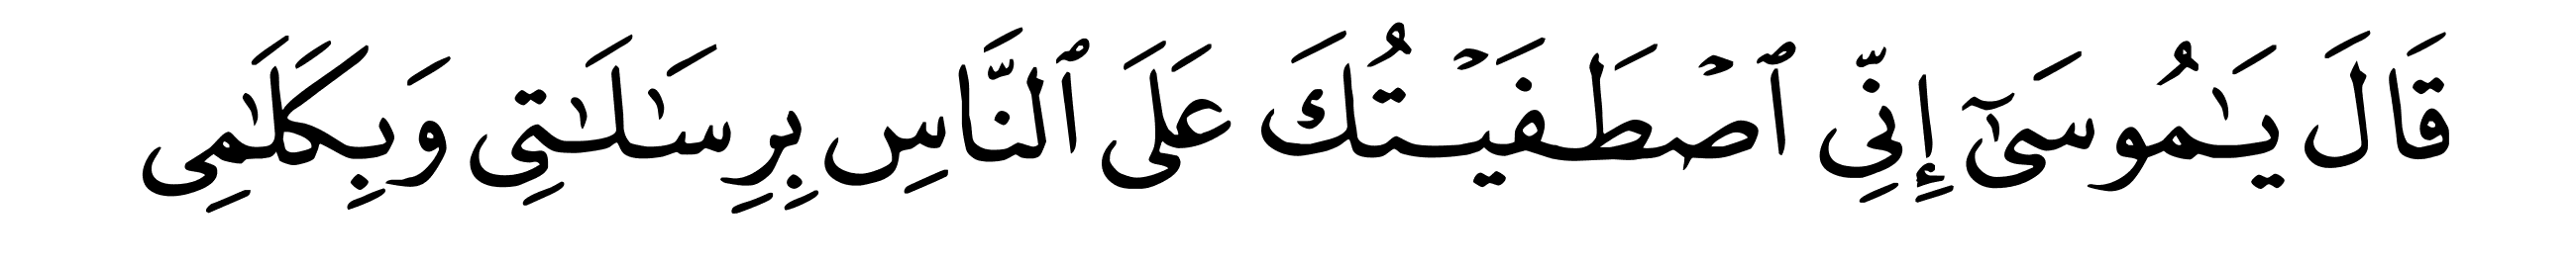 قَالَ يَـٰمُوسَىٰٓ إِنِّى ٱصْطَفَيْتُكَ عَلَى ٱلنَّاسِ بِرِسَـٰلَـٰتِى وَبِكَلَـٰمِى